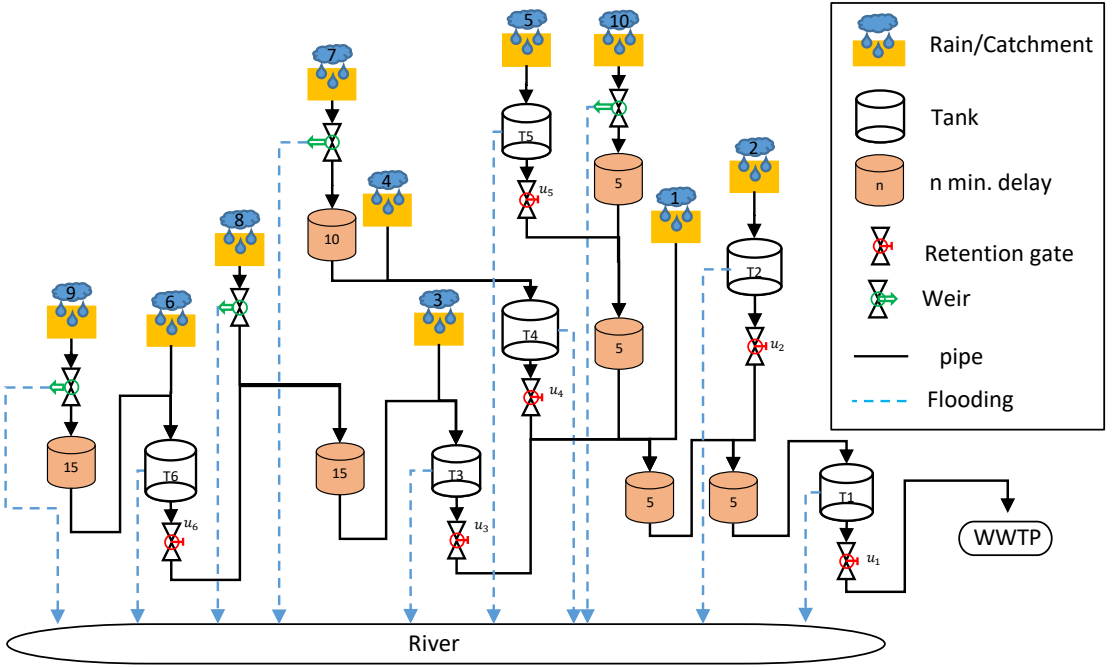 5
10
Rain/Catchment
7
Tank
T5
2
4
u₅
5
n
n min. delay
1
8
10
Retention gate
T2
9
6
3
Weir
T4
5
u₂
pipe
u₄
Flooding
15
T6
15
T3
5
5
T1
u₆
u₃
WWTP
u₁
River